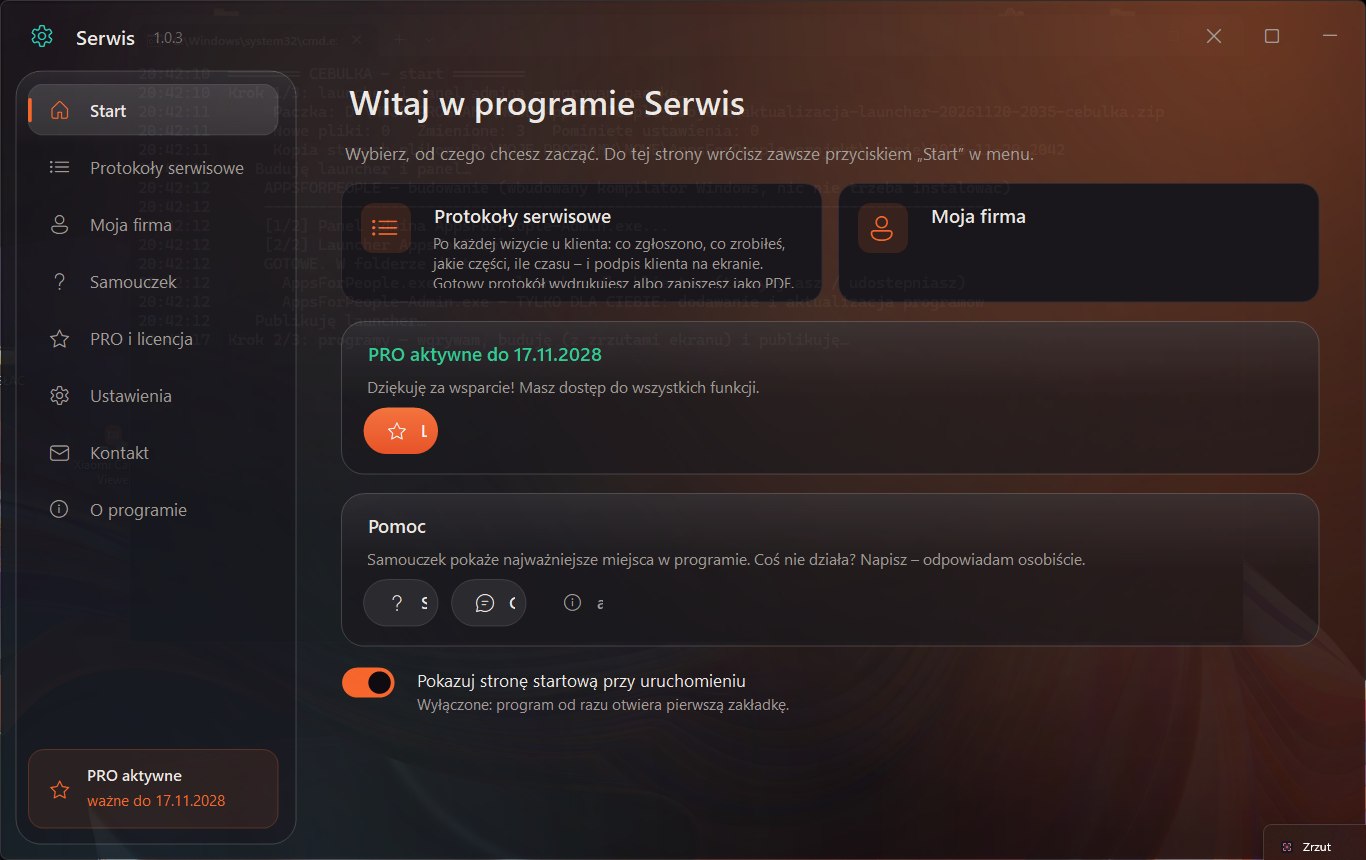 Serwis 1.0.3
Start
Protokoły serwisowe
Moja firma
Samouczek
PRO i licencja
Ustawienia
Kontakt
O programie
PRO aktywne
ważne do 17.11.2028
Witaj w programie Serwis
Wybierz, od czego chcesz zacząć. Do tej strony wrócisz zawsze przyciskiem „Start” w menu.
Protokoły serwisowe
Po każdej wizycie u klienta: co zgłoszono, co zrobiłeś,
jakie części, ile czasu – i podpis klienta na ekranie.
Gotowy protokół wydrukujesz albo zapiszesz jako PDF.
Moja firma
PRO aktywne do 17.11.2028
Dziękuję za wsparcie! Masz dostęp do wszystkich funkcji.
Pomoc
Samouczek pokaże najważniejsze miejsca w programie. Coś nie działa? Napisz – odpowiadam osobiście.
Pokazuj stronę startową przy uruchomieniu
Wyłączone: program od razu otwiera pierwszą zakładkę.
Zrzut